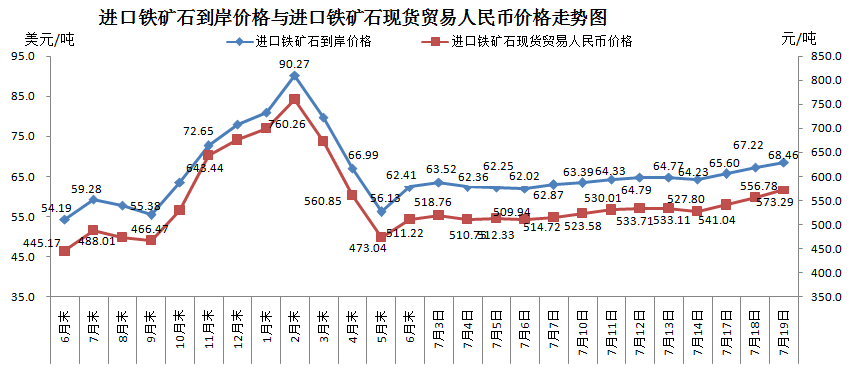 进口铁矿石到岸价格与进口铁矿石现货贸易人民币价格走势图
美元/吨
元/吨
进口铁矿石到岸价格
进口铁矿石现货贸易人民币价格
95.0
85.0
75.0
65.0
55.0
45.0
35.0
850.0
800.0
750.0
700.0
650.0
600.0
550.0
500.0
450.0
400.0
350.0
54.19
59.28
55.38
72.65
90.27
66.99
56.13
62.41
63.52
62.36
62.25
62.02
62.87
63.39
64.33
64.79
64.77
64.23
65.60
67.22
68.46
445.17
488.01
466.47
643.44
760.26
560.85
473.04
511.22
518.76
510.76
512.33
509.94
514.72
523.58
530.01
533.71
533.11
527.80
541.04
556.78
573.29
6月末
7月末
8月末
9月末
10月末
11月末
12月末
1月末
2月末
3月末
4月末
5月末
6月末
7月3日
7月4日
7月5日
7月6日
7月7日
7月10日
7月11日
7月12日
7月13日
7月14日
7月17日
7月18日
7月19日